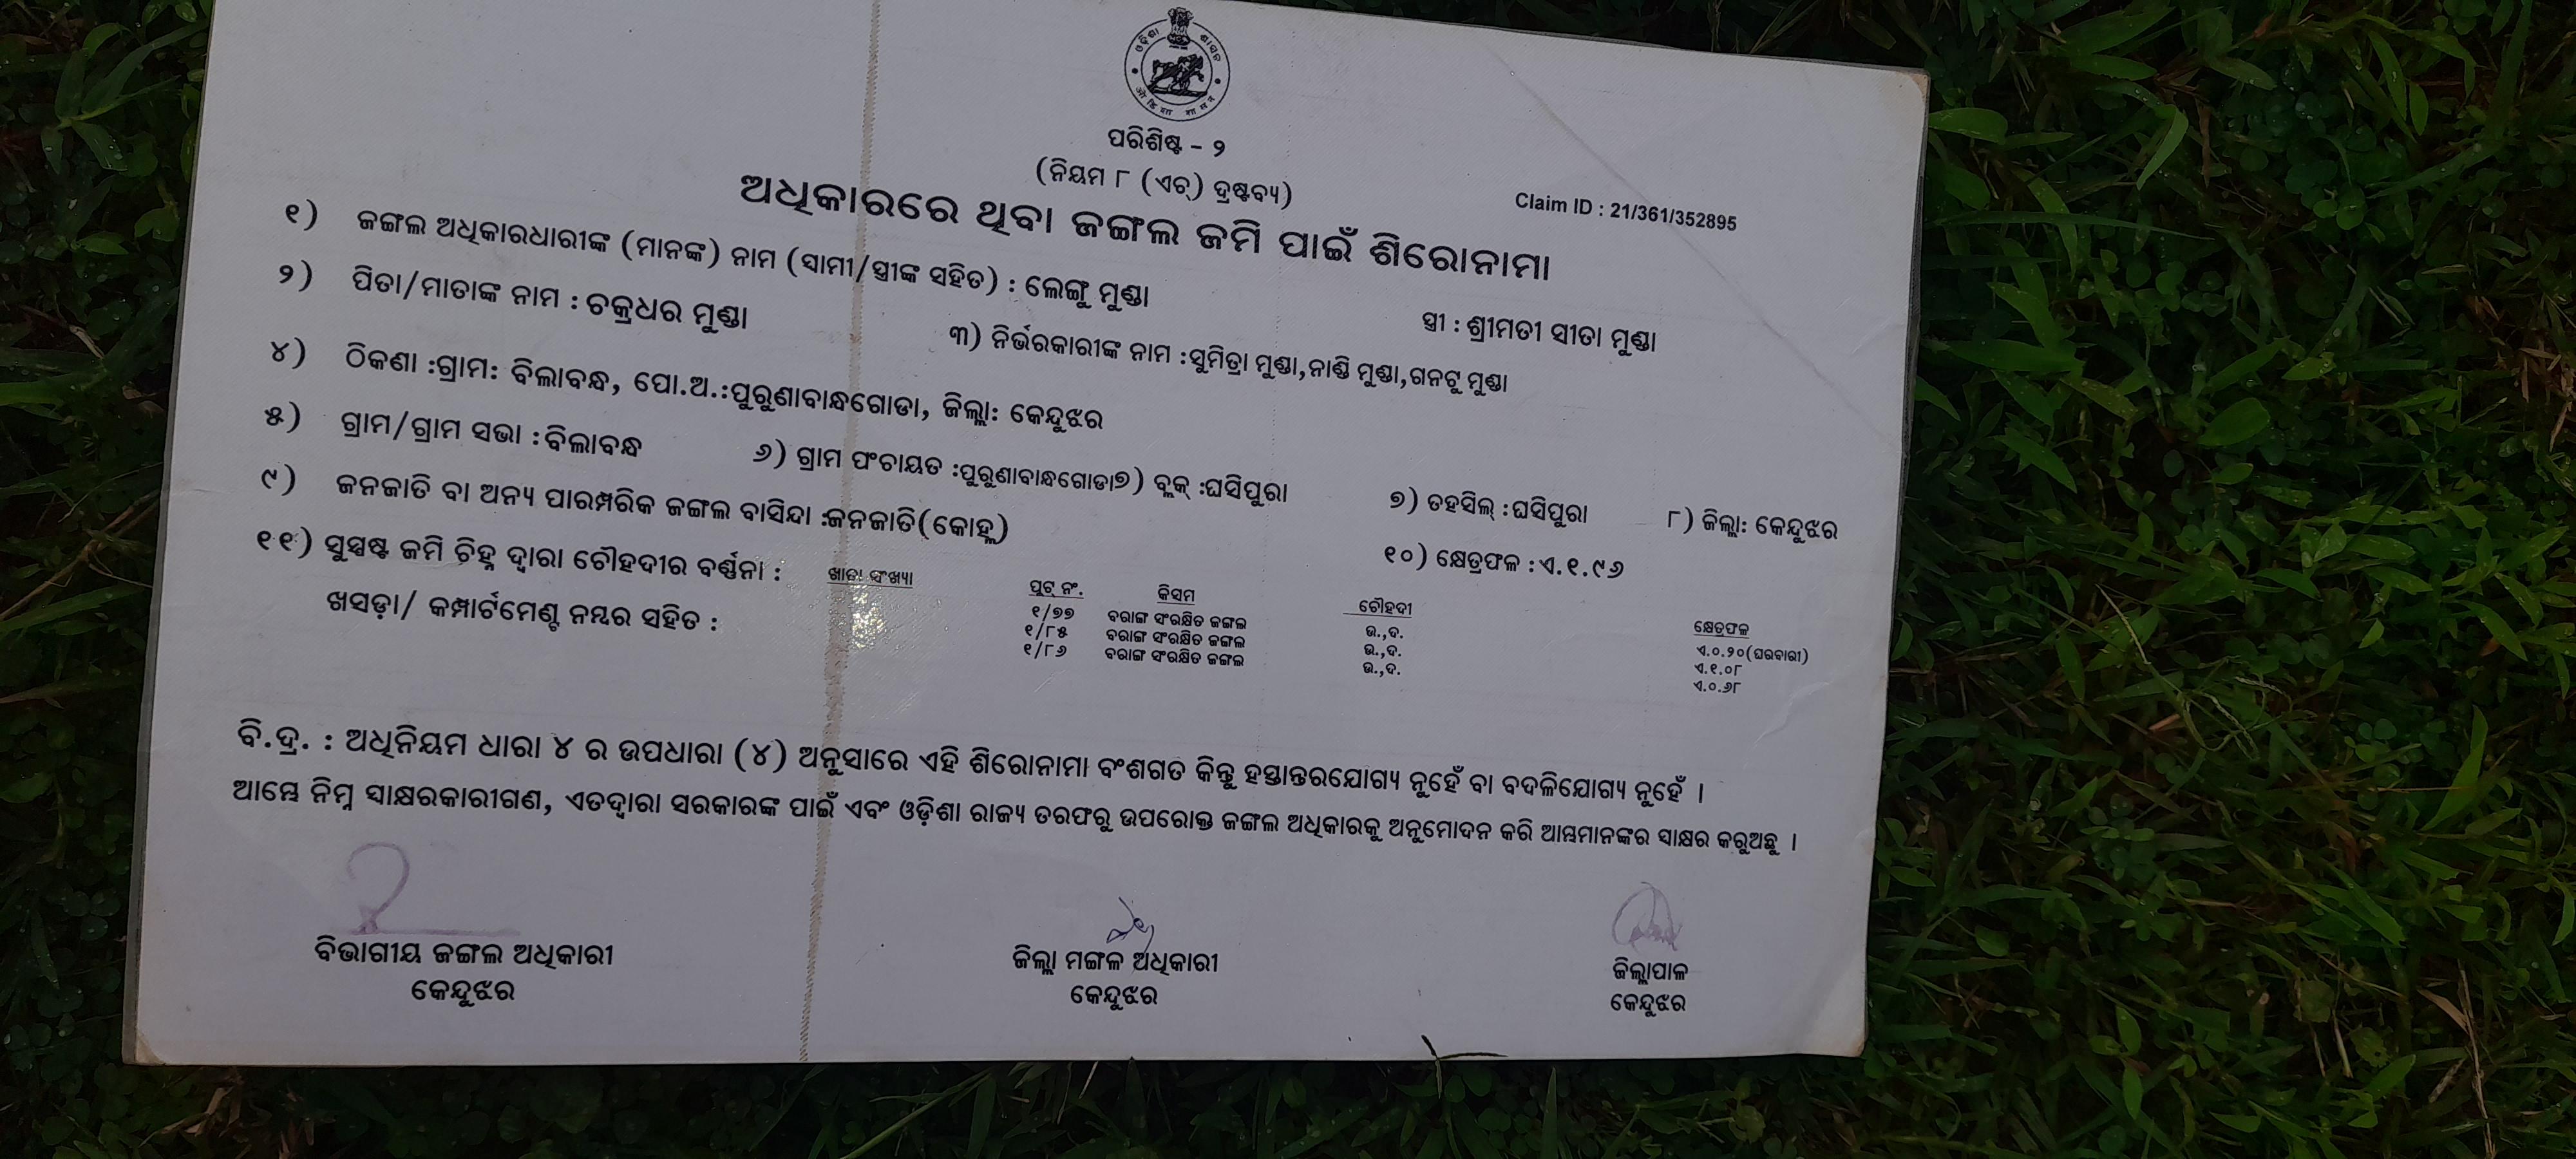 ଓଡ଼ିଶା ଶାସନ
ओडिशा शासन
ପରିଶିଷ୍ଟ - ୨
(ନିୟମ ୮ (ଏଚ୍) ଦ୍ରଷ୍ଟବ୍ୟ)
Claim ID : 21/361/352895
ଅଧିକାରରେ ଥିବା ଜଙ୍ଗଲ ଜମି ପାଇଁ ଶିରୋନାମା
୧) ଜଙ୍ଗଲ ଅଧିକାରଧାରୀଙ୍କ (ମାନଙ୍କ) ନାମ (ସାମୀ/ସ୍ତ୍ରୀଙ୍କ ସହିତ) : ଲେଙ୍ଗୁ ମୁଣ୍ଡା ସ୍ତ୍ରୀ : ଶ୍ରୀମତୀ ସୀତା ମୁଣ୍ଡା
୨) ପିତା/ମାତାଙ୍କ ନାମ : ଚକ୍ରଧର ମୁଣ୍ଡା ୩) ନିର୍ଭରକାରୀଙ୍କ ନାମ :ସୁମିତ୍ରା ମୁଣ୍ଡା,ନାଣ୍ଡି ମୁଣ୍ଡା,ଗନଟୁ ମୁଣ୍ଡା
୪) ଠିକଣା :ଗ୍ରାମ: ବିଲାବନ୍ଧ, ପୋ.ଅ.:ପୁରୁଣାବାନ୍ଧଗୋଡା, ଜିଲ୍ଲା: କେନ୍ଦୁଝର
୫) ଗ୍ରାମ/ଗ୍ରାମ ସଭା :ବିଲାବନ୍ଧ ୬) ଗ୍ରାମ ପଂଚାୟତ :ପୁରୁଣାବାନ୍ଧଗୋଡା ୭) ବ୍ଲକ୍ :ଘସିପୁରା ୭) ତହସିଲ୍ :ଘସିପୁରା ୮) ଜିଲ୍ଲା: କେନ୍ଦୁଝର
୯) ଜନଜାତି ବା ଅନ୍ୟ ପାରମ୍ପରିକ ଜଙ୍ଗଲ ବାସିନ୍ଦା :ଜନଜାତି(କୋହ୍ଲ) ୧୦) କ୍ଷେତ୍ରଫଳ :ଏ.୧.୯୬
୧୧) ସୁସ୍ପଷ୍ଟ ଜମି ଚିହ୍ନ ଦ୍ୱାରା ଚୌହଦୀର ବର୍ଣ୍ଣନା :
ଖସଡ଼ା/ କମ୍ପାର୍ଟମେଣ୍ଟ ନମ୍ବର ସହିତ :
ଖାତା ସଂଖ୍ୟା ପ୍ଲଟ୍ ନଂ. କିସମ ଚୌହଦୀ କ୍ଷେତ୍ରଫଳ
୧/୭୭ ବରାଙ୍ଗ ସଂରକ୍ଷିତ ଜଙ୍ଗଲ ଉ.,ଦ. ଏ.୦.୨୦(ଘରବାରୀ)
୧/୮୫ ବରାଙ୍ଗ ସଂରକ୍ଷିତ ଜଙ୍ଗଲ ଉ.,ଦ. ଏ.୧.୦୮
୧/୮୬ ବରାଙ୍ଗ ସଂରକ୍ଷିତ ଜଙ୍ଗଲ ଉ.,ଦ. ଏ.୦.୬୮
ବି.ଦ୍ର. : ଅଧିନିୟମ ଧାରା ୪ ର ଉପଧାରା (୪) ଅନୁସାରେ ଏହି ଶିରୋନାମା ବଂଶଗତ କିନ୍ତୁ ହସ୍ତାନ୍ତରଯୋଗ୍ୟ ନୁହେଁ ବା ବଦଳିଯୋଗ୍ୟ ନୁହେଁ ।
ଆମ୍ଭେ ନିମ୍ନ ସାକ୍ଷରକାରୀଗଣ, ଏତଦ୍ୱାରା ସରକାରଙ୍କ ପାଇଁ ଏବଂ ଓଡ଼ିଶା ରାଜ୍ୟ ତରଫରୁ ଉପରୋକ୍ତ ଜଙ୍ଗଲ ଅଧିକାରକୁ ଅନୁମୋଦନ କରି ଆମ୍ଭମାନଙ୍କର ସାକ୍ଷର କରୁଅଛୁ ।
ବିଭାଗୀୟ ଜଙ୍ଗଲ ଅଧିକାରୀ ଜିଲ୍ଲା ମଙ୍ଗଳ ଅଧିକାରୀ ଜିଲ୍ଲାପାଳ
କେନ୍ଦୁଝର କେନ୍ଦୁଝର କେନ୍ଦୁଝର